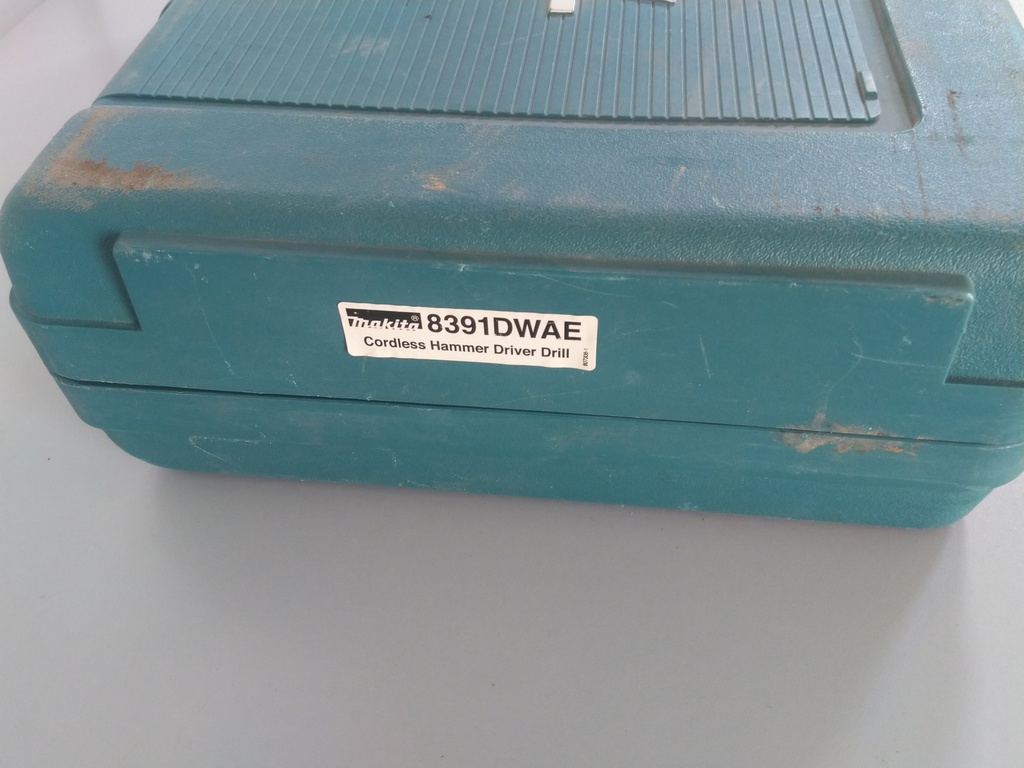 makita® 8391DWAE
Cordless Hammer Driver Drill